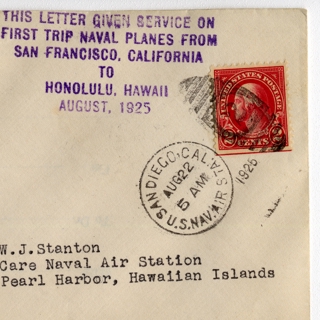 THIS LETTER GIVEN SERVICE ON
FIRST TRIP NAVAL PLANES FROM
SAN FRANCISCO, CALIFORNIA
TO
HONOLULU, HAWAII
AUGUST, 1925
UNITED STATES POSTAGE
2 CENTS 2
SAN DIEGO, CAL.
AUG 22
5 AM
U.S. NAV. AIR STA.
1925
W.J.Stanton
Care Naval Air Station
Pearl Harbor, Hawaiian Islands